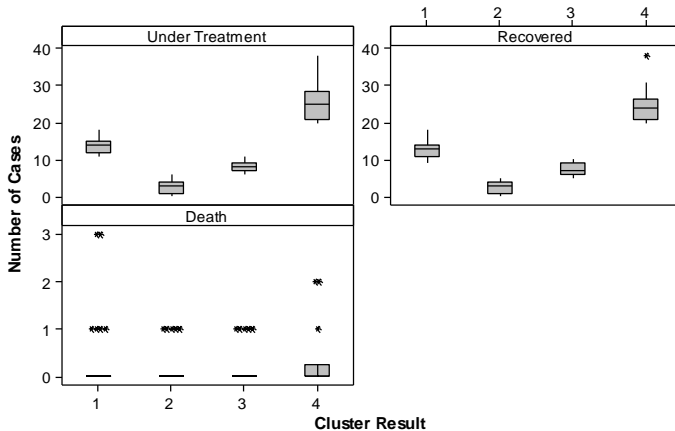 1 2 3 4
Under Treatment Recovered
40 40
30 30
20 20
10 10
0 0
Death
3
2
1
0
1 2 3 4
Number of Cases
Cluster Result